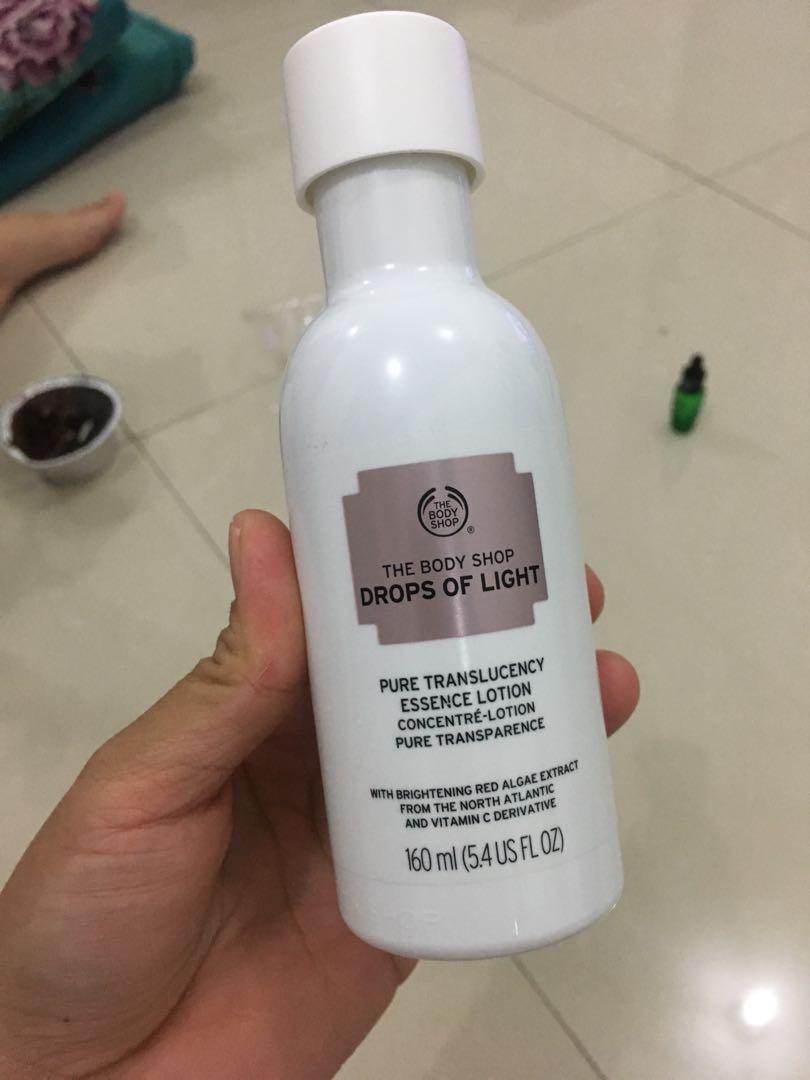 THE
BODY
SHOP
®
THE BODY SHOP
DROPS OF LIGHT
PURE TRANSLUCENCY
ESSENCE LOTION
CONCENTRÉ-LOTION
PURE TRANSPARENCE
WITH BRIGHTENING RED ALGAE EXTRACT
FROM THE NORTH ATLANTIC
AND VITAMIN C DERIVATIVE
160 ml (5.4 US FL OZ)
SHOP